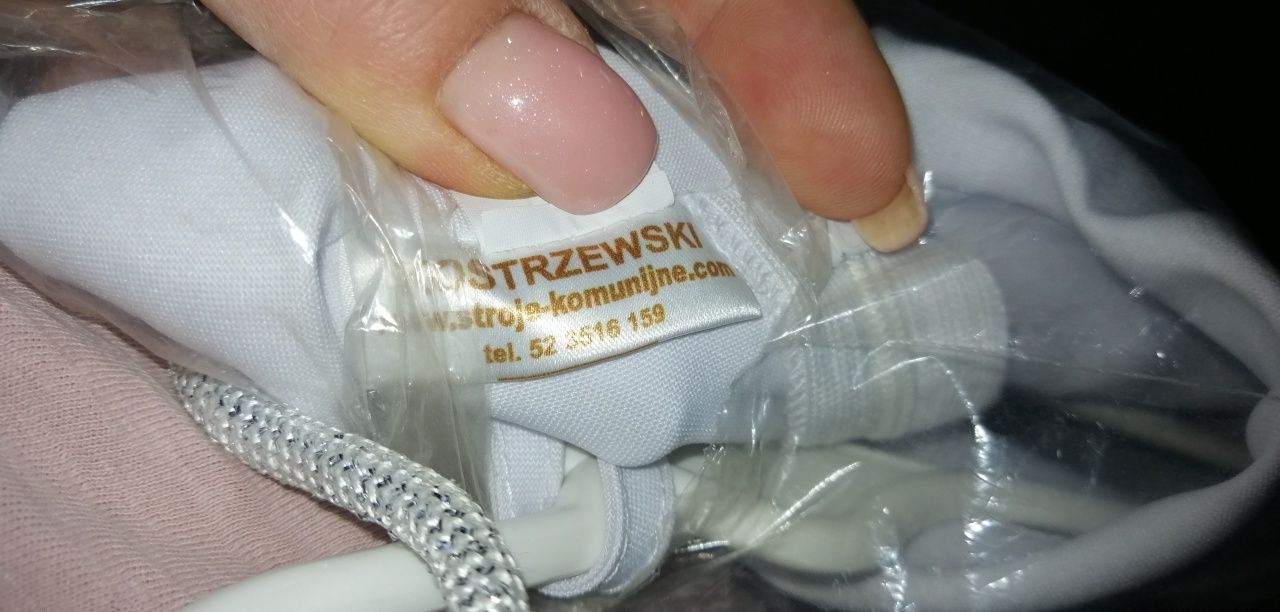 OSTRZEWSKI
w.stroje-komunijne.com
tel. 52 3516 159